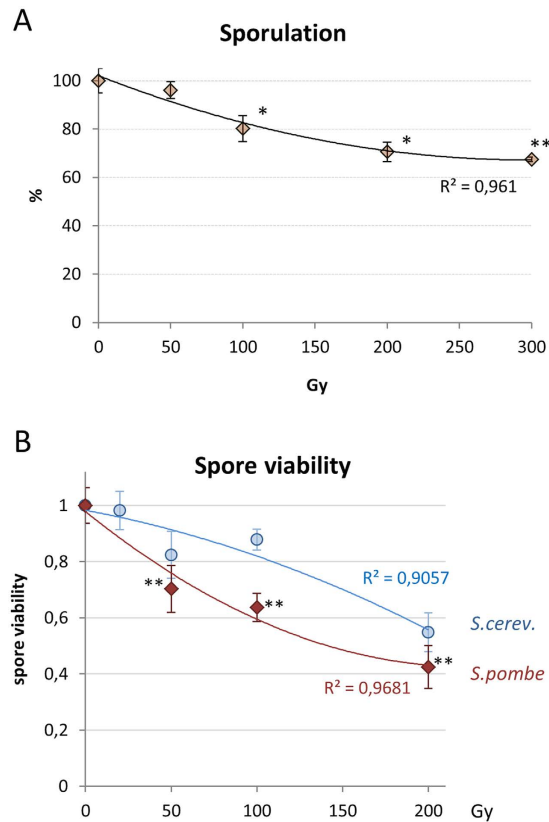 A
Sporulation
100
80
60
40
20
0
%
*
*
**
R² = 0,961
0 50 100 150 200 250 300
Gy
B
Spore viability
1
0,8
0,6
0,4
0,2
0
spore viability
**
**
**
R² = 0,9057
S.cerev.
S.pombe
R² = 0,9681
0 50 100 150 200 Gy